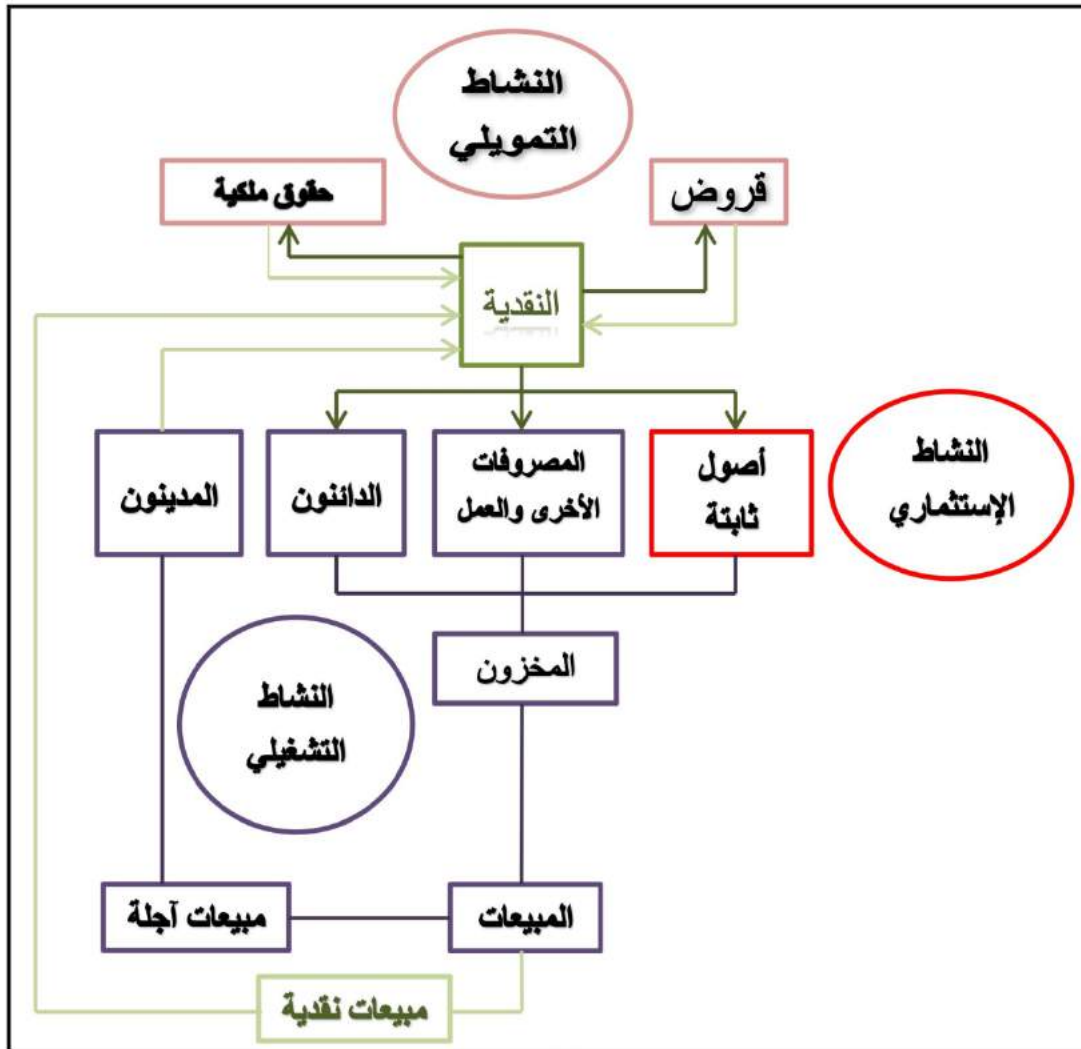 النشاط
التمويلي
قروض
حقوق ملكية
النقدية
النشاط
الإستثماري
أصول
ثابتة
المصروفات
الأخرى والعمل
الدائنون
المدينون
المخزون
النشاط
التشغيلي
المبيعات
مبيعات آجلة
مبيعات نقدية